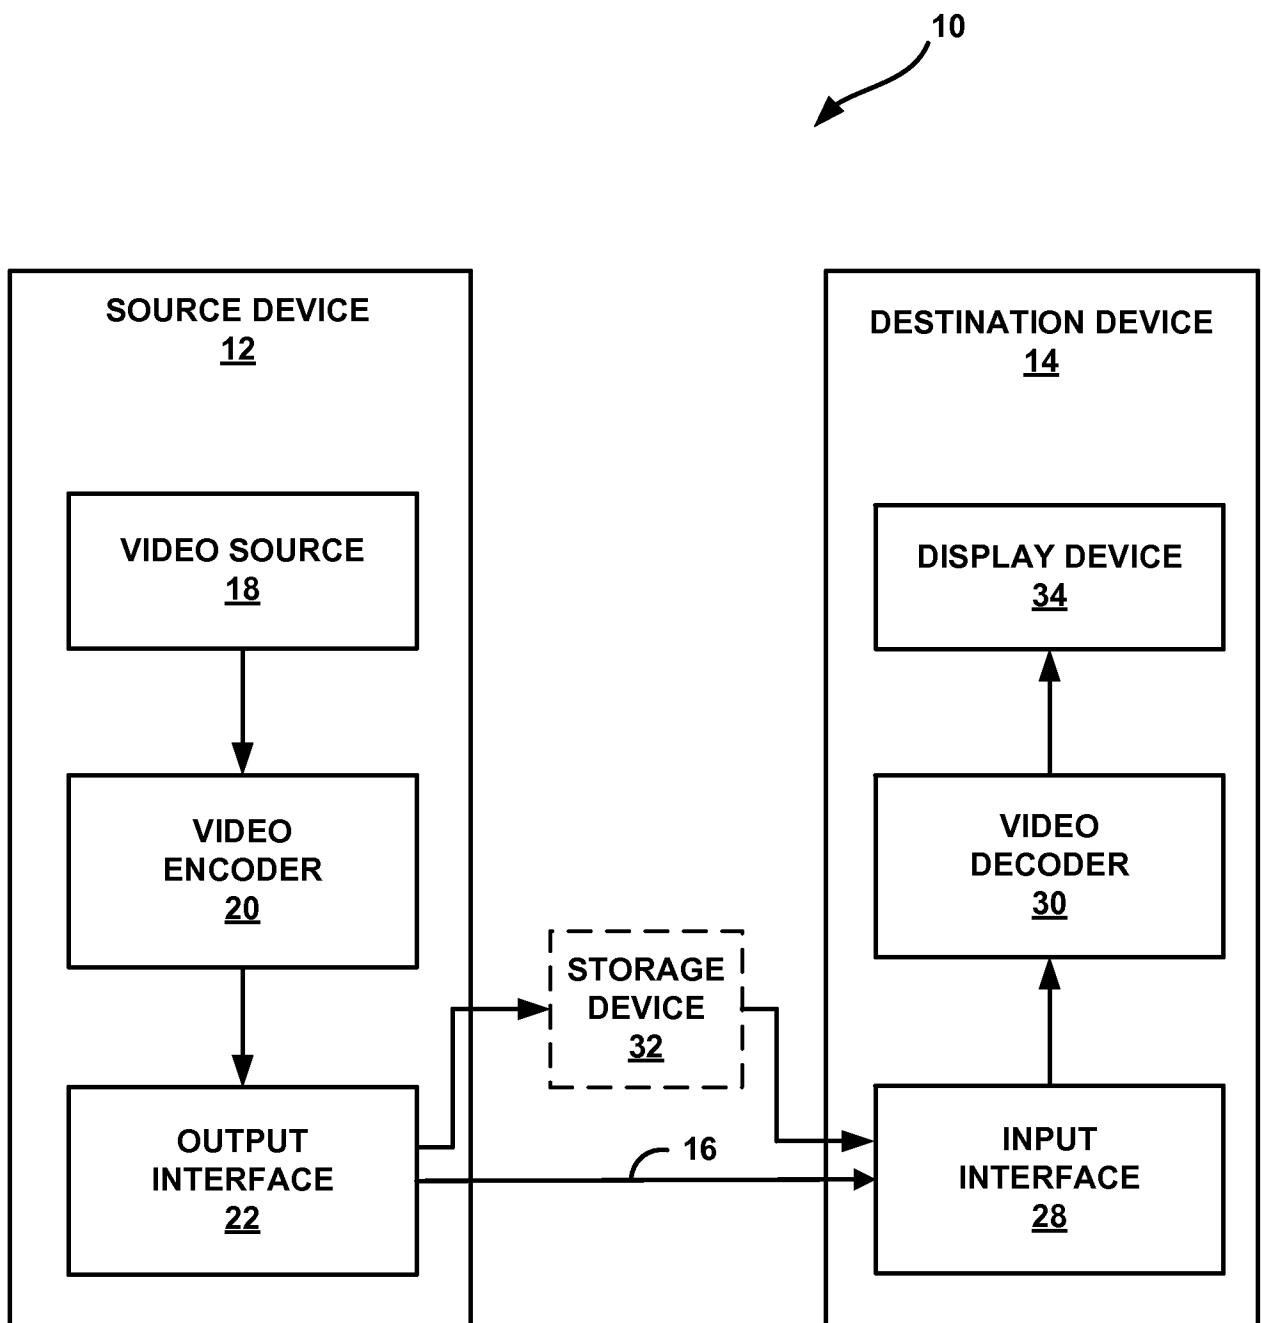 10
SOURCE DEVICE
12
VIDEO SOURCE
18
VIDEO
ENCODER
20
OUTPUT
INTERFACE
22
STORAGE
DEVICE
32
16
DESTINATION DEVICE
14
DISPLAY DEVICE
34
VIDEO
DECODER
30
INPUT
INTERFACE
28